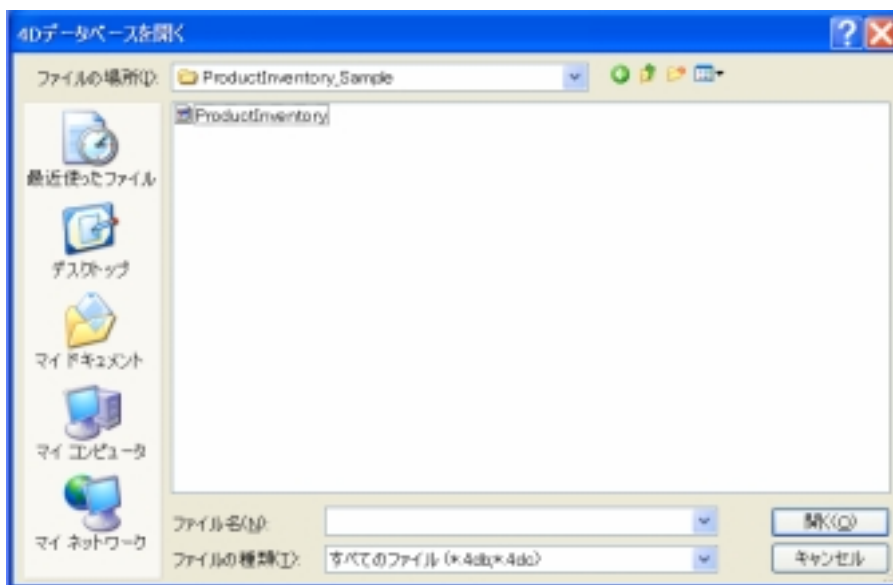 4Dデータベースを開く
ファイルの場所(I):
ProductInventory_Sample
ProductInventory
最近使ったファイル
デスクトップ
マイ ドキュメント
マイ コンピュータ
マイ ネットワーク
ファイル名(N):
開く(O)
ファイルの種類(T):
すべてのファイル (*.4db;*.4dc)
キャンセル